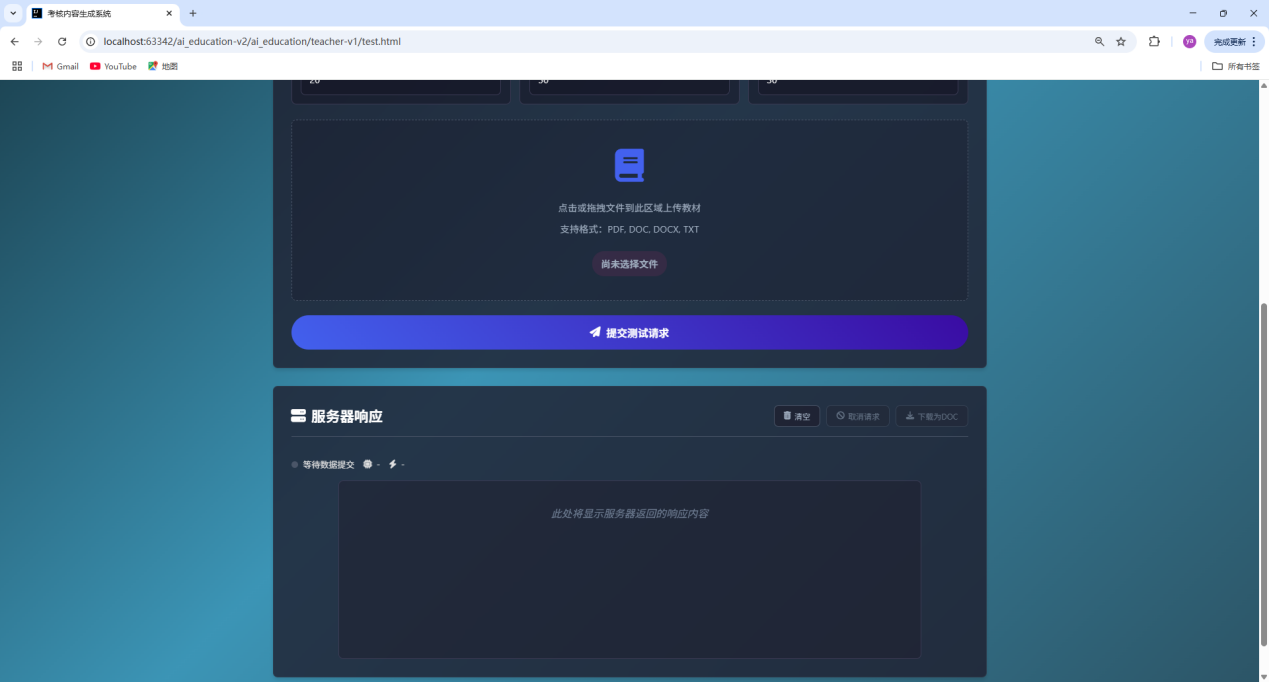 考核内容生成系统
localhost:63342/ai_education-v2/ai_education/teacher-v1/test.html
ya
完成更新
Gmail
YouTube
地图
所有书签
点击或拖拽文件到此区域上传教材
支持格式：PDF, DOC, DOCX, TXT
尚未选择文件
提交测试请求
服务器响应
清空
取消请求
下载为DOC
等待数据提交 - -
此处将显示服务器返回的响应内容